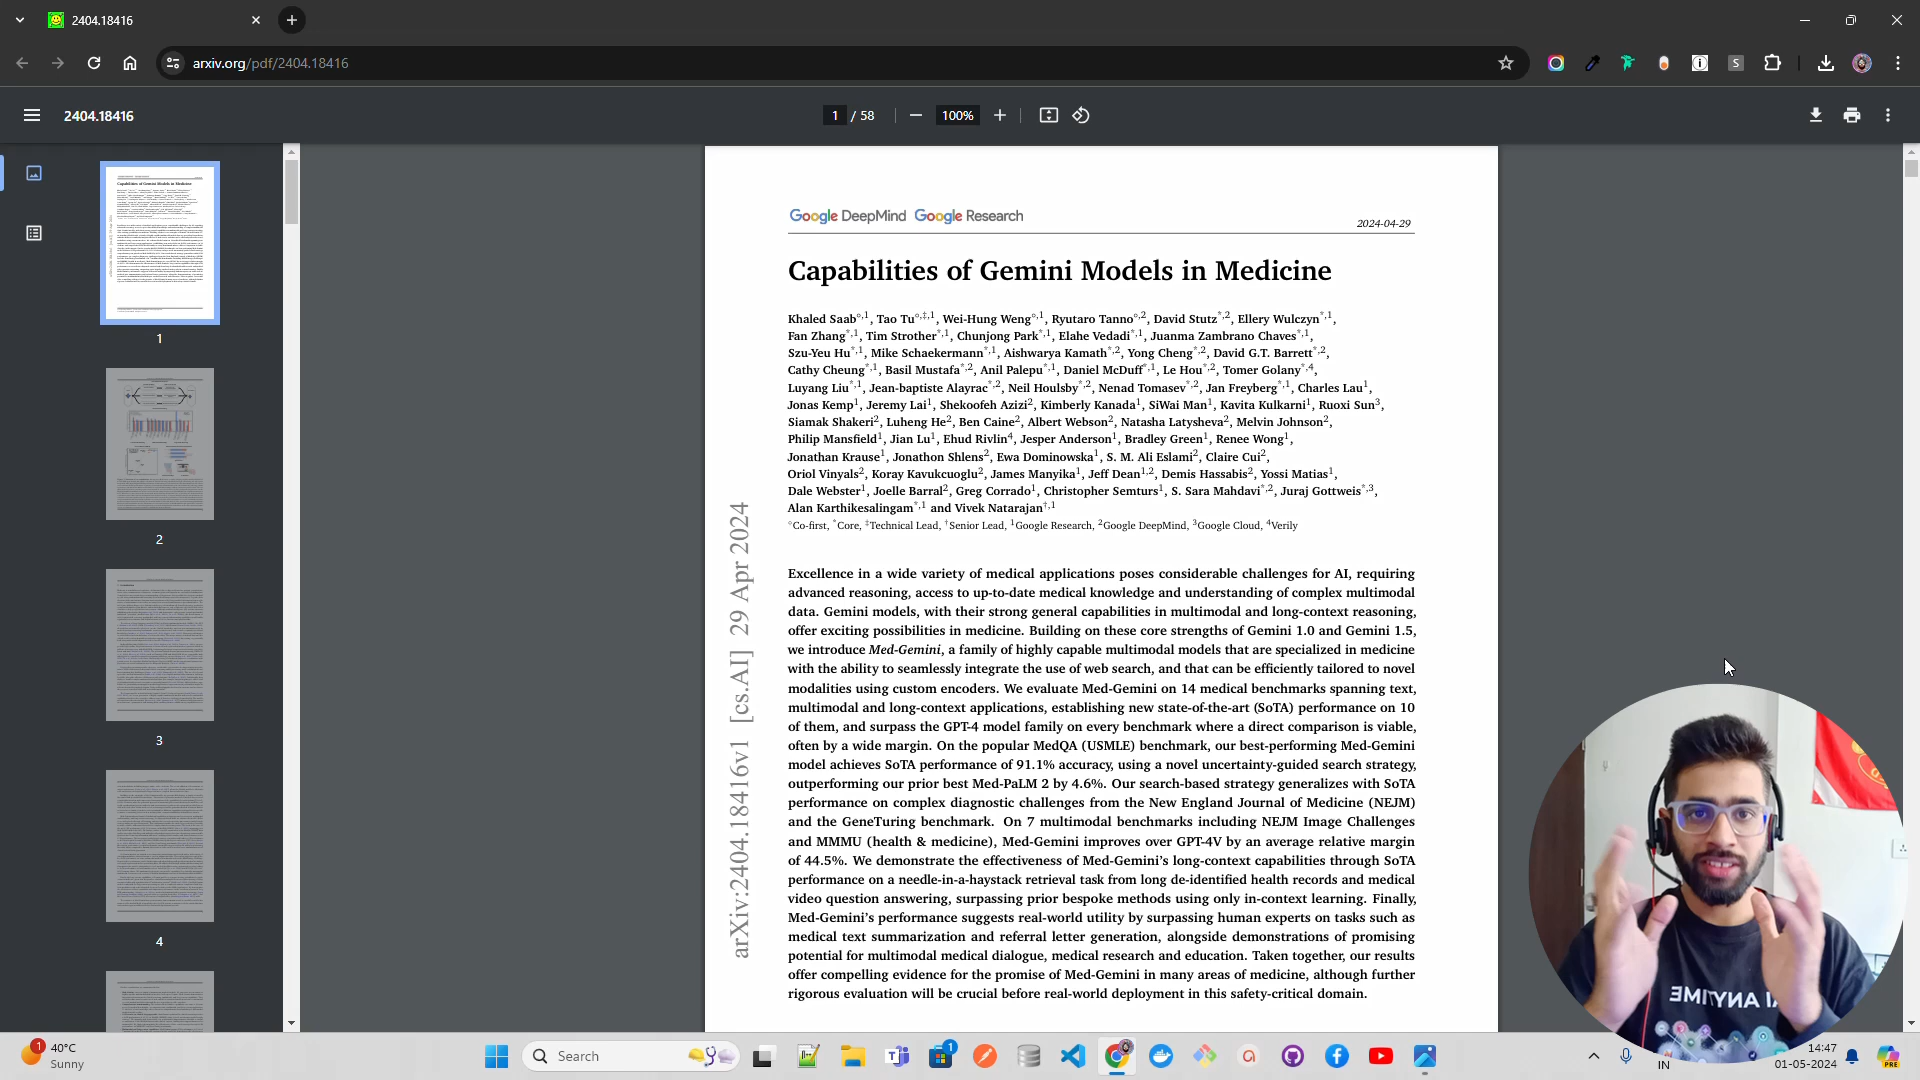 2404.18416
arxiv.org/pdf/2404.18416
2404.18416
1 / 58
100%
1
2
3
4
Google DeepMind Google Research
2024-04-29
Capabilities of Gemini Models in Medicine
Khaled Saab°,1, Tao Tu°,‡,1, Wei-Hung Weng°,1, Ryutaro Tanno°,2, David Stutz*,2, Ellery Wulczyn*,1,
Fan Zhang*,1, Tim Strother*,1, Chunjong Park*,1, Elahe Vedadi*,1, Juanma Zambrano Chaves*,1,
Szu-Yeu Hu*,1, Mike Schaekermann*,1, Aishwarya Kamath*,2, Yong Cheng*,2, David G.T. Barrett*,2,
Cathy Cheung*,1, Basil Mustafa*,2, Anil Palepu*,1, Daniel McDuff*,1, Le Hou*,2, Tomer Golany*,4,
Luyang Liu*,1, Jean-baptiste Alayrac*,2, Neil Houlsby*,2, Nenad Tomasev*,2, Jan Freyberg*,1, Charles Lau1,
Jonas Kemp1, Jeremy Lai1, Shekoofeh Azizi2, Kimberly Kanada1, SiWai Man1, Kavita Kulkarni1, Ruoxi Sun3,
Siamak Shakeri2, Luheng He2, Ben Caine2, Albert Webson2, Natasha Latysheva2, Melvin Johnson2,
Philip Mansfield1, Jian Lu1, Ehud Rivlin4, Jesper Anderson1, Bradley Green1, Renee Wong1,
Jonathan Krause1, Jonathon Shlens2, Ewa Dominowska1, S. M. Ali Eslami2, Claire Cui2,
Oriol Vinyals2, Koray Kavukcuoglu2, James Manyika1, Jeff Dean1,2, Demis Hassabis2, Yossi Matias1,
Dale Webster1, Joelle Barral2, Greg Corrado1, Christopher Semturs1, S. Sara Mahdavi*,2, Juraj Gottweis*,3,
Alan Karthikesalingam*,1 and Vivek Natarajan†,1
°Co-first, *Core, ‡Technical Lead, †Senior Lead, 1Google Research, 2Google DeepMind, 3Google Cloud, 4Verily
Excellence in a wide variety of medical applications poses considerable challenges for AI, requiring
advanced reasoning, access to up-to-date medical knowledge and understanding of complex multimodal
data. Gemini models, with their strong general capabilities in multimodal and long-context reasoning,
offer exciting possibilities in medicine. Building on these core strengths of Gemini 1.0 and Gemini 1.5,
we introduce Med-Gemini, a family of highly capable multimodal models that are specialized in medicine
with the ability to seamlessly integrate the use of web search, and that can be efficiently tailored to novel
modalities using custom encoders. We evaluate Med-Gemini on 14 medical benchmarks spanning text,
multimodal and long-context applications, establishing new state-of-the-art (SoTA) performance on 10
of them, and surpass the GPT-4 model family on every benchmark where a direct comparison is viable,
often by a wide margin. On the popular MedQA (USMLE) benchmark, our best-performing Med-Gemini
model achieves SoTA performance of 91.1% accuracy, using a novel uncertainty-guided search strategy,
outperforming our prior best Med-PaLM 2 by 4.6%. Our search-based strategy generalizes with SoTA
performance on complex diagnostic challenges from the New England Journal of Medicine (NEJM)
and the GeneTuring benchmark. On 7 multimodal benchmarks including NEJM Image Challenges
and MMMU (health & medicine), Med-Gemini improves over GPT-4V by an average relative margin
of 44.5%. We demonstrate the effectiveness of Med-Gemini's long-context capabilities through SoTA
performance on a needle-in-a-haystack retrieval task from long de-identified health records and medical
video question answering, surpassing prior bespoke methods using only in-context learning. Finally,
Med-Gemini's performance suggests real-world utility by surpassing human experts on tasks such as
medical text summarization and referral letter generation, alongside demonstrations of promising
potential for multimodal medical dialogue, medical research and education. Taken together, our results
offer compelling evidence for the promise of Med-Gemini in many areas of medicine, although further
rigorous evaluation will be crucial before real-world deployment in this safety-critical domain.
arXiv:2404.18416v1 [cs.AI] 29 Apr 2024
AI ANYTIME
1
40°C
Sunny
Search
1
IN
14:47
01-05-2024
PRE